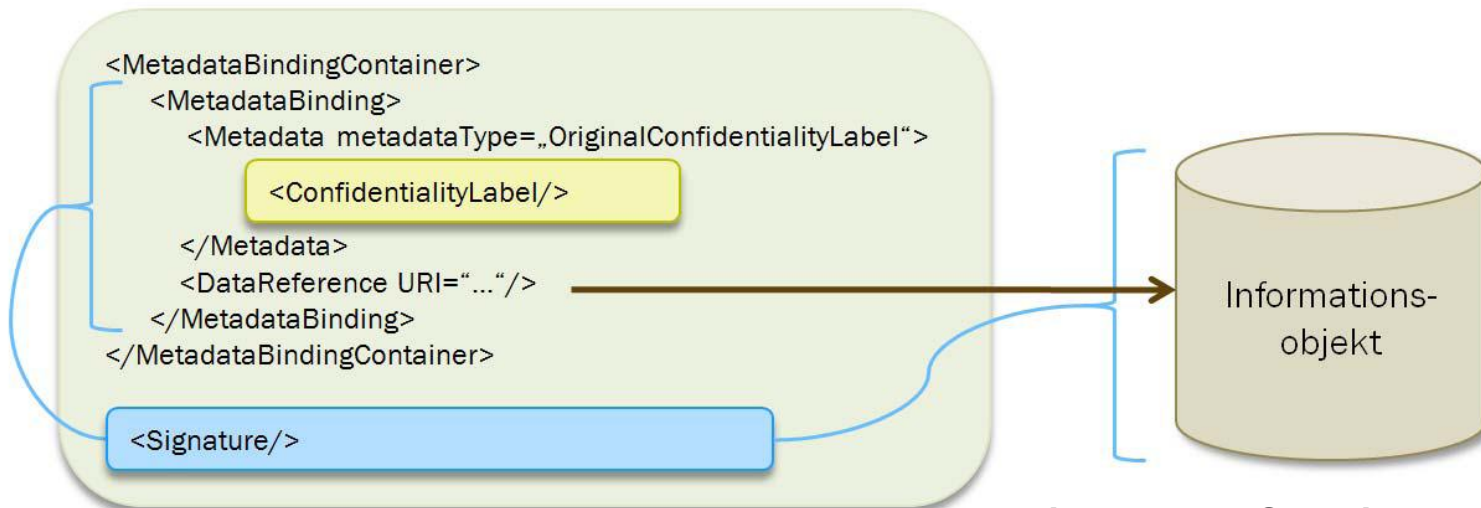 <MetadataBindingContainer>
<MetadataBinding>
<Metadata metadataType=„OriginalConfidentialityLabel“>
<ConfidentialityLabel/>
</Metadata>
<DataReference URI=“...“/>
</MetadataBinding>
</MetadataBindingContainer>
<Signature/>
Informations-
objekt